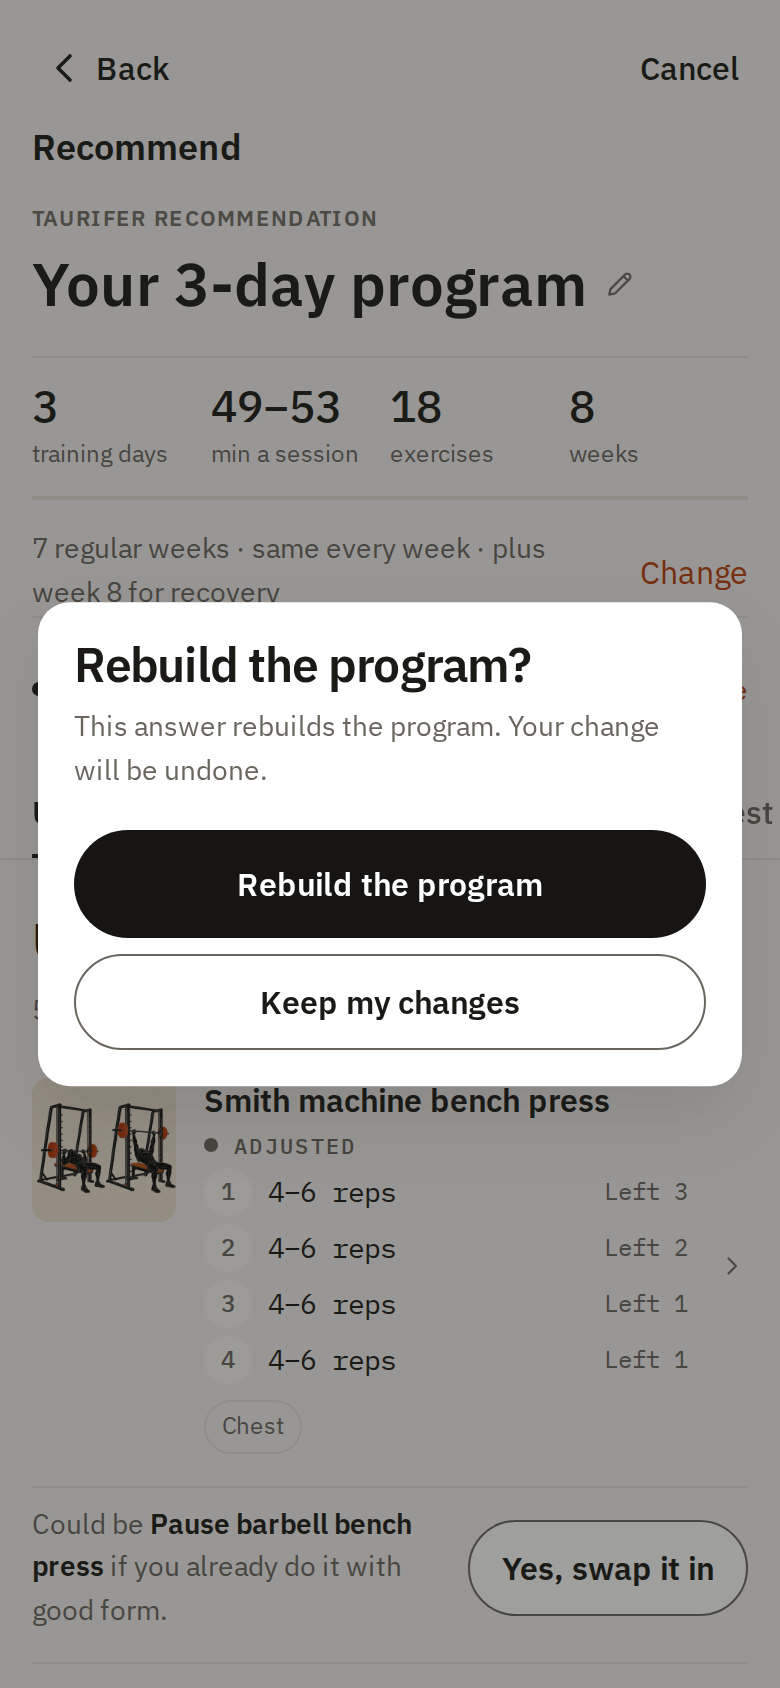 Back
Cancel
Recommend
TAURIFER RECOMMENDATION
Your 3-day program
3
49–53
18
8
training days
min a session
exercises
weeks
7 regular weeks · same every week · plus
week 8 for recovery
Change
Rebuild the program?
This answer rebuilds the program. Your change
will be undone.
Rebuild the program
Keep my changes
Smith machine bench press
ADJUSTED
1 4–6 reps Left 3
2 4–6 reps Left 2
3 4–6 reps Left 1
4 4–6 reps Left 1
Chest
Could be Pause barbell bench
press if you already do it with
good form.
Yes, swap it in